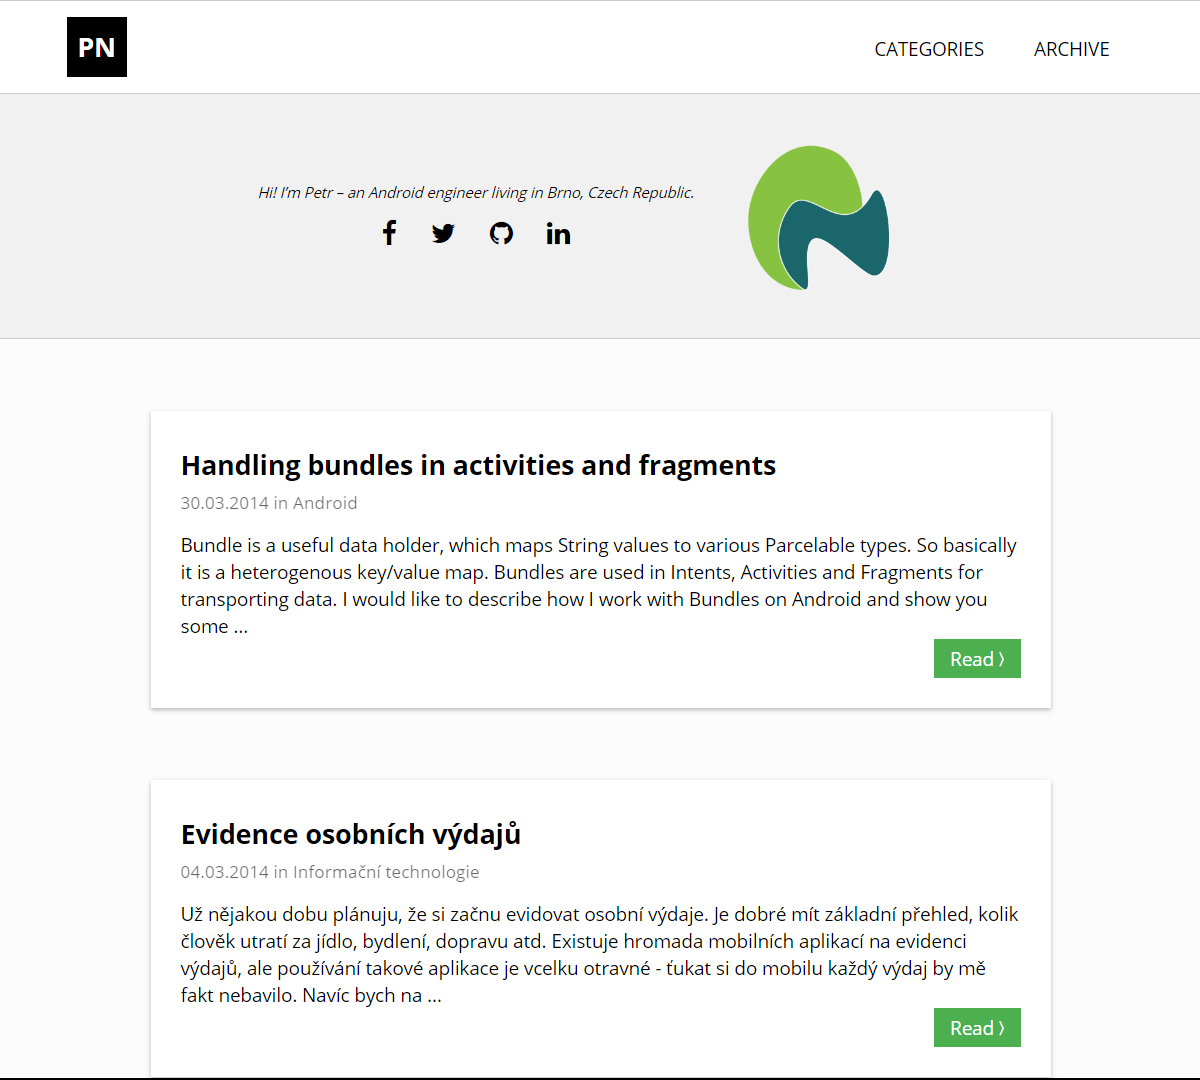 PN
CATEGORIES
ARCHIVE
Hi! I’m Petr – an Android engineer living in Brno, Czech Republic.
Handling bundles in activities and fragments
30.03.2014 in Android
Bundle is a useful data holder, which maps String values to various Parcelable types. So basically
it is a heterogenous key/value map. Bundles are used in Intents, Activities and Fragments for
transporting data. I would like to describe how I work with Bundles on Android and show you
some ...
Read ⟩
Evidence osobních výdajů
04.03.2014 in Informační technologie
Už nějakou dobu plánuju, že si začnu evidovat osobní výdaje. Je dobré mít základní přehled, kolik
člověk utratí za jídlo, bydlení, dopravu atd. Existuje hromada mobilních aplikací na evidenci
výdajů, ale používání takové aplikace je vcelku otravné - ťukat si do mobilu každý výdaj by mě
fakt nebavilo. Navíc bych na ...
Read ⟩